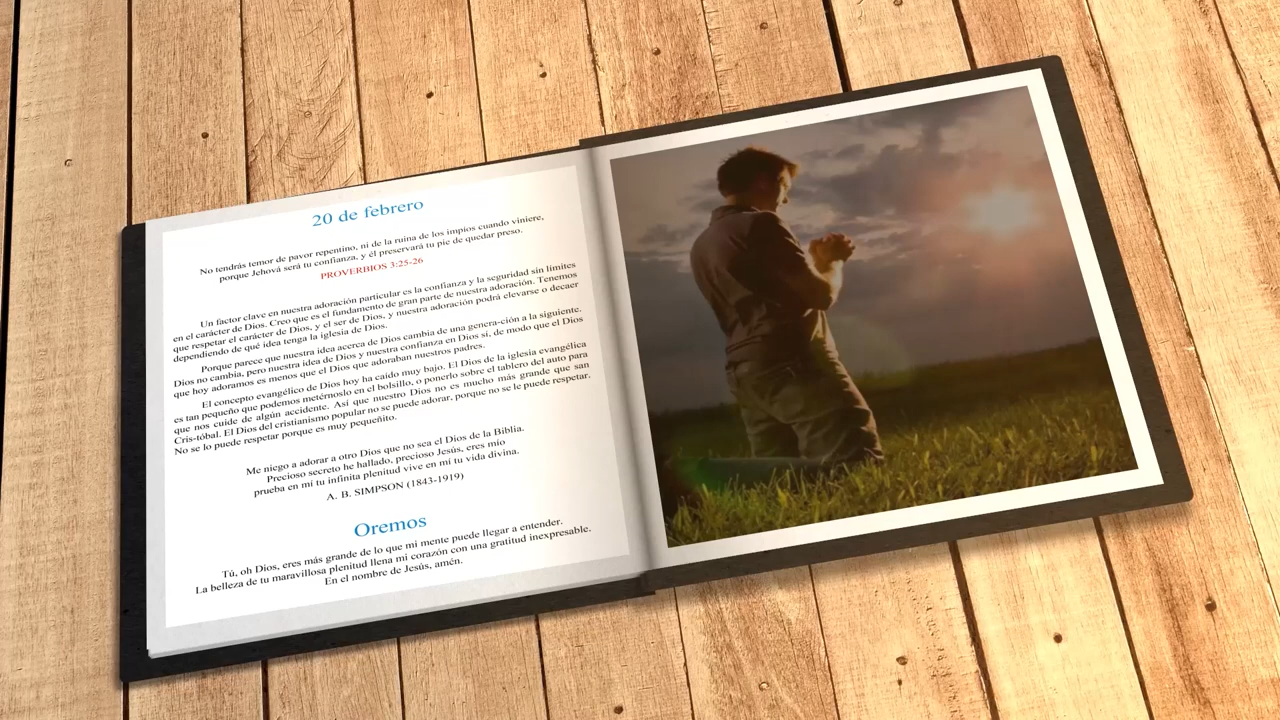 20 de febrero
No tendrás temor de pavor repentino, ni de la ruina de los impios cuando viniere,
porque Jehová será tu confianza, y él preservará tu pie de quedar preso.
PROVERBIOS 3:25-26
Un factor clave en nuestra adoración particular es la confianza y la seguridad sin límites
en el carácter de Dios. Creo que es el fundamento de gran parte de nuestra adoración. Tenemos
que respetar el carácter de Dios, y el ser de Dios, y nuestra adoración podrá elevarse o decaer
dependiendo de qué idea tenga la iglesia de Dios.
Porque parece que nuestra idea acerca de Dios cambia de una genera-ción a la siguiente.
Dios no cambia, pero nuestra idea de Dios y nuestra confianza en Dios sí, de modo que el Dios
que hoy adoramos es menos que el Dios que adoraban nuestros padres.
El concepto evangélico de Dios hoy ha caído muy bajo. El Dios de la iglesia evangélica
es tan pequeño que podemos metérnoslo en el bolsillo, o ponerlo sobre el tablero del auto para
que nos cuide de algún accidente. Así que nuestro Dios no es mucho más grande que san
Cris-tóbal. El Dios del cristianismo popular no se puede adorar, porque no se le puede respetar.
No se lo puede respetar porque es muy pequeñito.
Me niego a adorar a otro Dios que no sea el Dios de la Biblia.
Precioso secreto he hallado, precioso Jesús, eres mío
prueba en mí tu infinita plenitud vive en mí tu vida divina.
A. B. SIMPSON (1843-1919)
Oremos
Tú, oh Dios, eres más grande de lo que mi mente puede llegar a entender.
La belleza de tu maravillosa plenitud llena mi corazón con una gratitud inexpresable.
En el nombre de Jesús, amén.